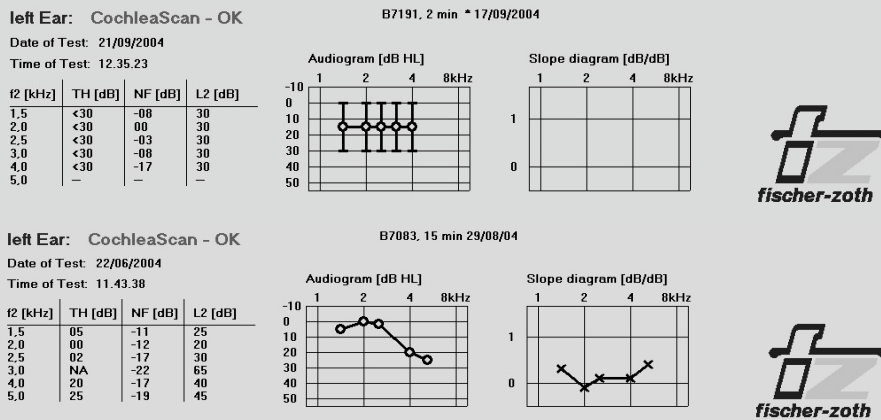 left Ear: CochleaScan - OK
B7191, 2 min * 17/09/2004
Date of Test: 21/09/2004
Time of Test: 12.35.23
f2 [kHz] TH [dB] NF [dB] L2 [dB]
1,5 <30 -08 30
2,0 <30 00 30
2,5 <30 -03 30
3,0 <30 -08 30
4,0 <30 -17 30
5,0 — — —
Audiogram [dB HL]
1 2 4 8kHz
-10
0
10
20
30
40
50
Slope diagram [dB/dB]
1 2 4 8kHz
1
0
fz
fischer-zoth
left Ear: CochleaScan - OK
B7083, 15 min 29/08/04
Date of Test: 22/06/2004
Time of Test: 11.43.38
f2 [kHz] TH [dB] NF [dB] L2 [dB]
1,5 05 -11 25
2,0 00 -12 20
2,5 02 -17 30
3,0 NA -22 65
4,0 20 -17 40
5,0 25 -19 45
Audiogram [dB HL]
1 2 4 8kHz
-10
0
10
20
30
40
50
Slope diagram [dB/dB]
1 2 4 8kHz
1
0
fz
fischer-zoth